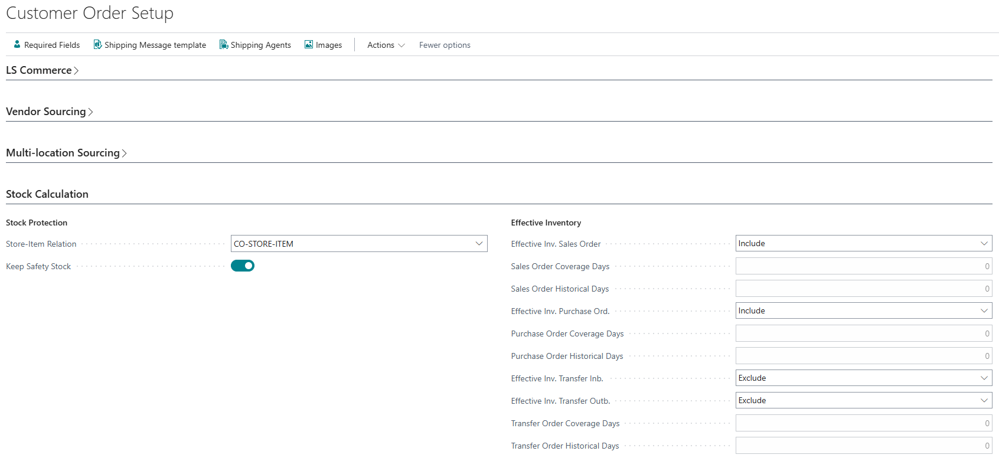 Customer Order Setup
Required Fields Shipping Message template Shipping Agents Images Actions Fewer options
LS Commerce
Vendor Sourcing
Multi-location Sourcing
Stock Calculation
Stock Protection
Store-Item Relation CO-STORE-ITEM
Keep Safety Stock
Effective Inventory
Effective Inv. Sales Order Include
Sales Order Coverage Days 0
Sales Order Historical Days 0
Effective Inv. Purchase Ord. Include
Purchase Order Coverage Days 0
Purchase Order Historical Days 0
Effective Inv. Transfer Inb. Exclude
Effective Inv. Transfer Outb. Exclude
Transfer Order Coverage Days 0
Transfer Order Historical Days 0